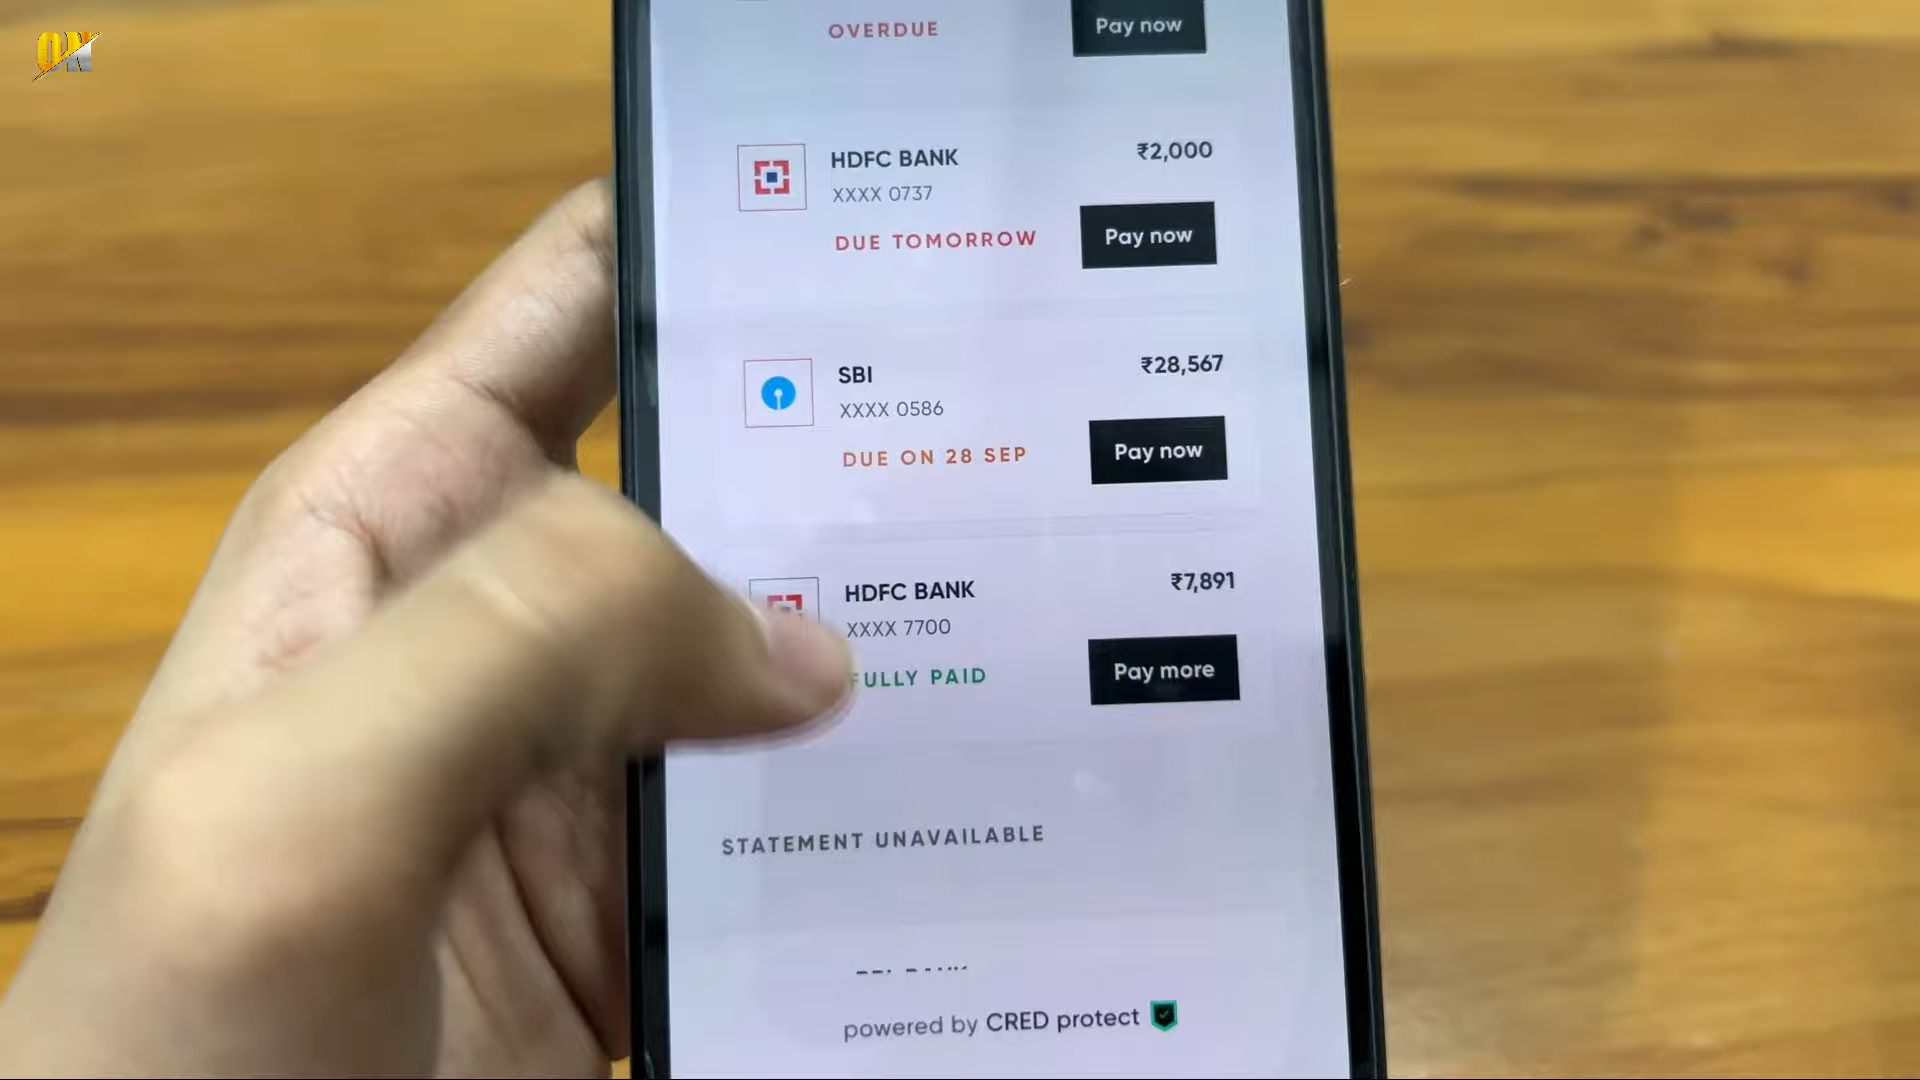 ON
OVERDUE
Pay now
HDFC BANK
₹2,000
XXXX 0737
DUE TOMORROW
Pay now
SBI
₹28,567
XXXX 0586
DUE ON 28 SEP
Pay now
HDFC BANK
₹7,891
XXXX 7700
FULLY PAID
Pay more
STATEMENT UNAVAILABLE
powered by CRED protect